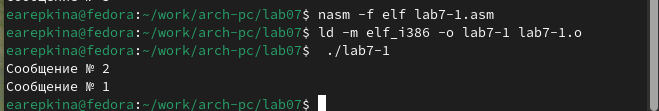 earepkina@fedora:~/work/arch-pc/lab07$ nasm -f elf lab7-1.asm
earepkina@fedora:~/work/arch-pc/lab07$ ld -m elf_i386 -o lab7-1 lab7-1.o
earepkina@fedora:~/work/arch-pc/lab07$  ./lab7-1
Сообщение № 2
Сообщение № 1
earepkina@fedora:~/work/arch-pc/lab07$